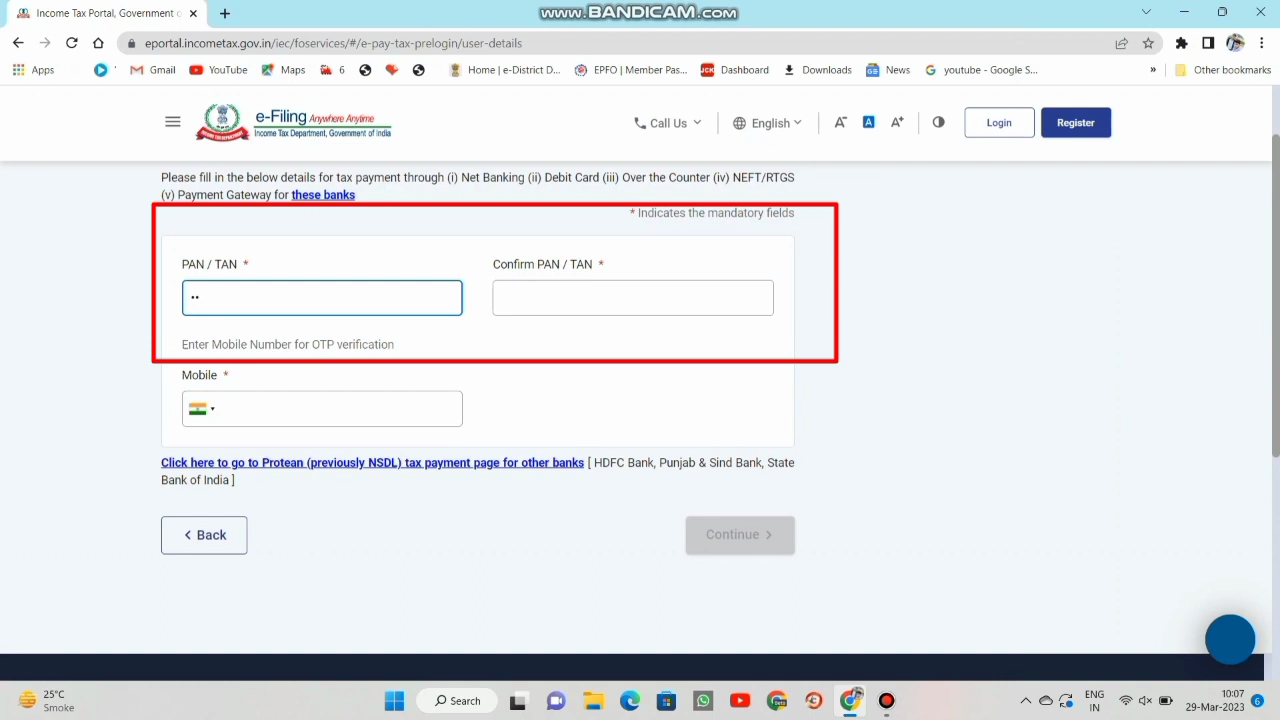 Income Tax Portal, Government of
www.BANDICAM.com
eportal.incometax.gov.in/iec/foservices/#/e-pay-tax-prelogin/user-details
Apps
Gmail
YouTube
Maps
6
Home | e-District D...
EPFO | Member Pas...
JCK
Dashboard
Downloads
News
youtube - Google S...
»
Other bookmarks
e-Filing Anywhere Anytime
Income Tax Department, Government of India
Call Us
English
A-
A
A+
Login
Register
Please fill in the below details for tax payment through (i) Net Banking (ii) Debit Card (iii) Over the Counter (iv) NEFT/RTGS
(v) Payment Gateway for these banks
* Indicates the mandatory fields
PAN / TAN *
Confirm PAN / TAN *
••
Enter Mobile Number for OTP verification
Mobile *
Click here to go to Protean (previously NSDL) tax payment page for other banks [ HDFC Bank, Punjab & Sind Bank, State
Bank of India ]
Back
Continue
25°C
Smoke
Search
Beta
ENG
IN
10:07
29-Mar-2023
6